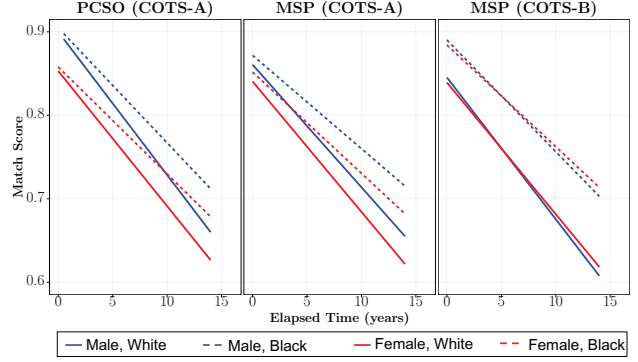 PCSO (COTS-A) MSP (COTS-A) MSP (COTS-B)
0.9
0.8
0.7
0.6
Match Score
0 5 10 15 0 5 10 15 0 5 10 15
Elapsed Time (years)
Male, White Male, Black Female, White Female, Black